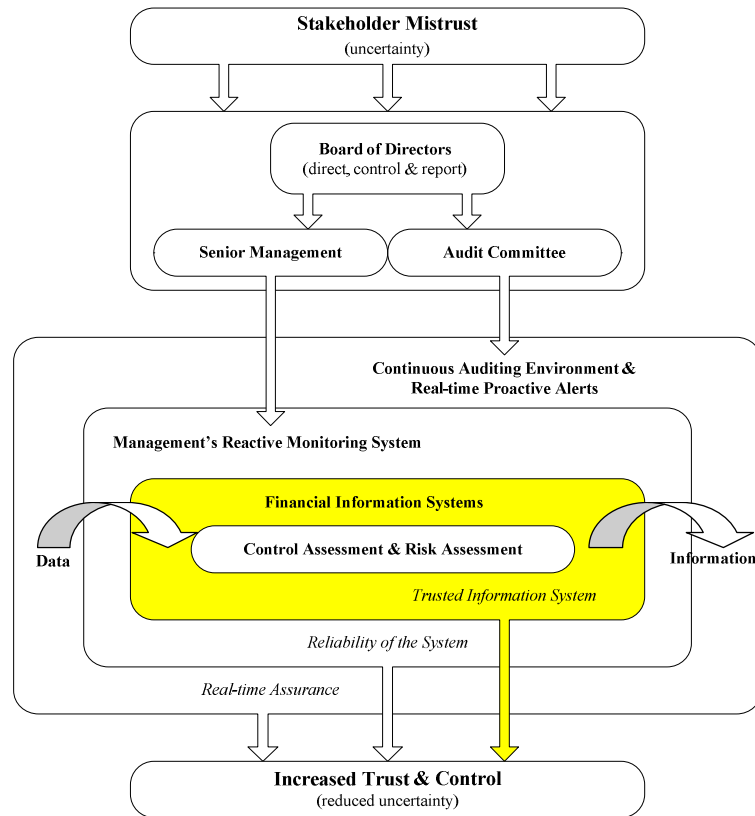 Stakeholder Mistrust
(uncertainty)
Board of Directors
(direct, control & report)
Senior Management
Audit Committee
Continuous Auditing Environment &
Real-time Proactive Alerts
Management's Reactive Monitoring System
Financial Information Systems
Control Assessment & Risk Assessment
Data
Information
Trusted Information System
Reliability of the System
Real-time Assurance
Increased Trust & Control
(reduced uncertainty)